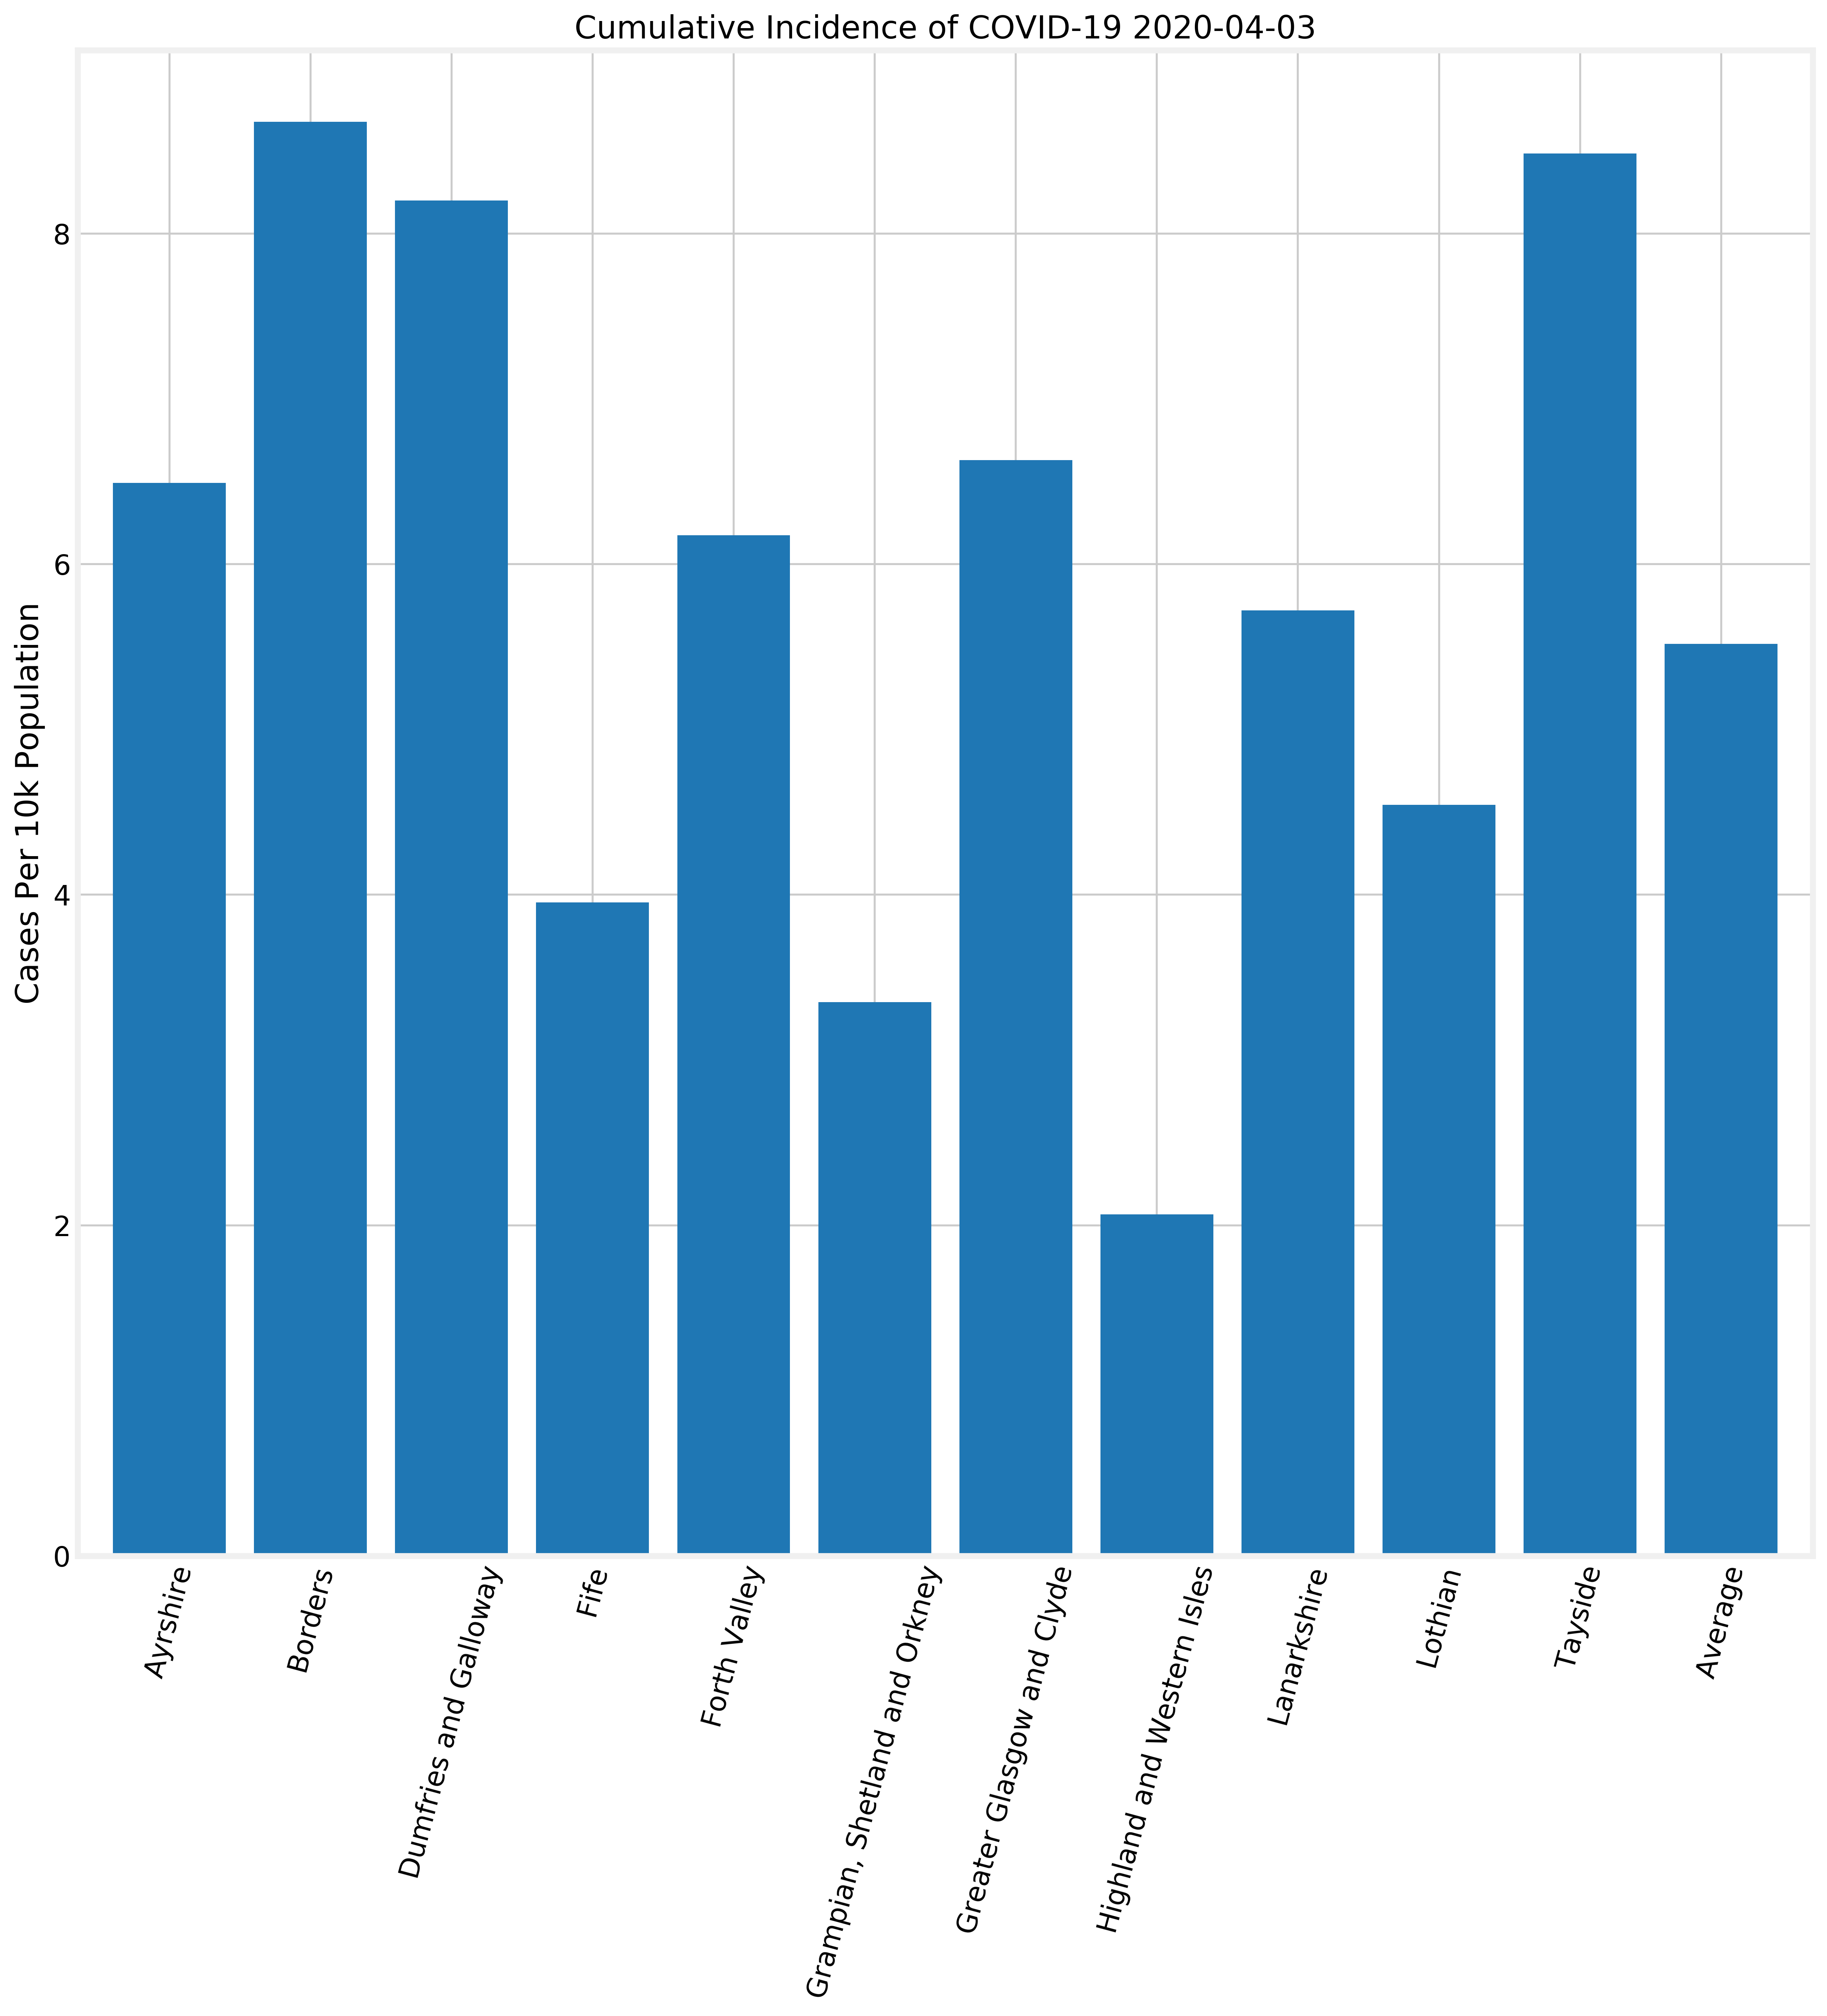 Cumulative Incidence of COVID-19 2020-04-03
Cases Per 10k Population
8
6
4
2
0
Ayrshire
Borders
Dumfries and Galloway
Fife
Forth Valley
Grampian, Shetland and Orkney
Greater Glasgow and Clyde
Highland and Western Isles
Lanarkshire
Lothian
Tayside
Average